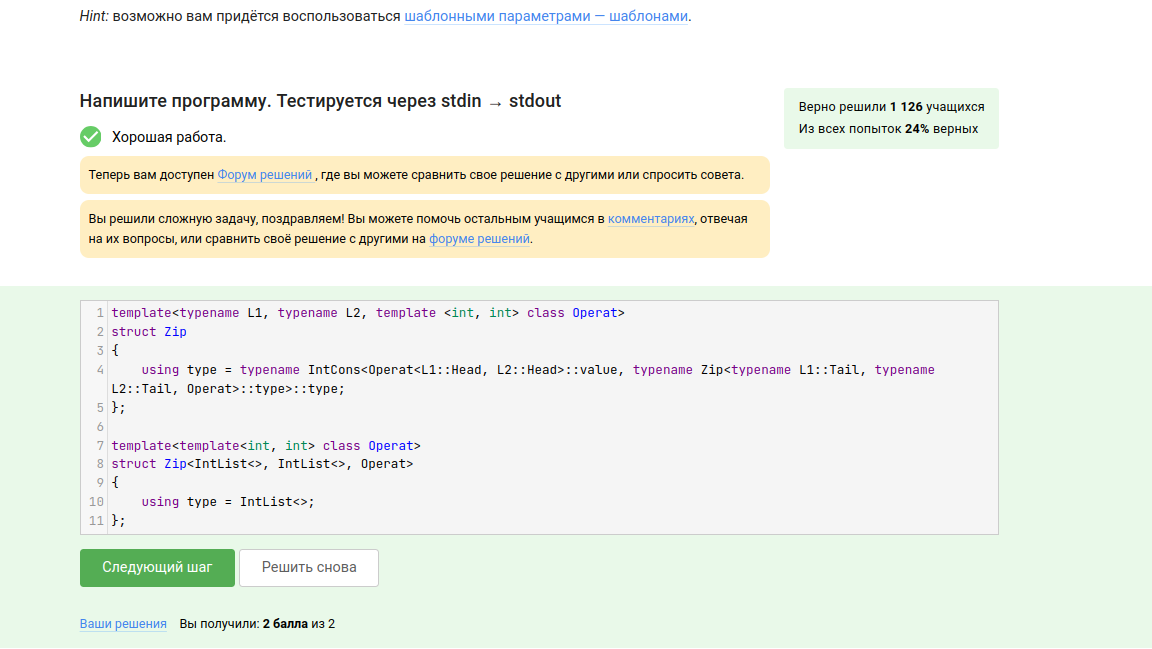 Hint: возможно вам придётся воспользоваться шаблонными параметрами — шаблонами.
Напишите программу. Тестируется через stdin → stdout
Верно решили 1 126 учащихся
Из всех попыток 24% верных
Хорошая работа.
Теперь вам доступен Форум решений , где вы можете сравнить свое решение с другими или спросить совета.
Вы решили сложную задачу, поздравляем! Вы можете помочь остальным учащимся в комментариях, отвечая
на их вопросы, или сравнить своё решение с другими на форуме решений.
1 template<typename L1, typename L2, template <int, int> class Operat>
2 struct Zip
3 {
4     using type = typename IntCons<Operat<L1::Head, L2::Head>::value, typename Zip<typename L1::Tail, typename
L2::Tail, Operat>::type>::type;
5 };
6
7 template<template<int, int> class Operat>
8 struct Zip<IntList<>, IntList<>, Operat>
9 {
10     using type = IntList<>;
11 };
Следующий шаг Решить снова
Ваши решения Вы получили: 2 балла из 2